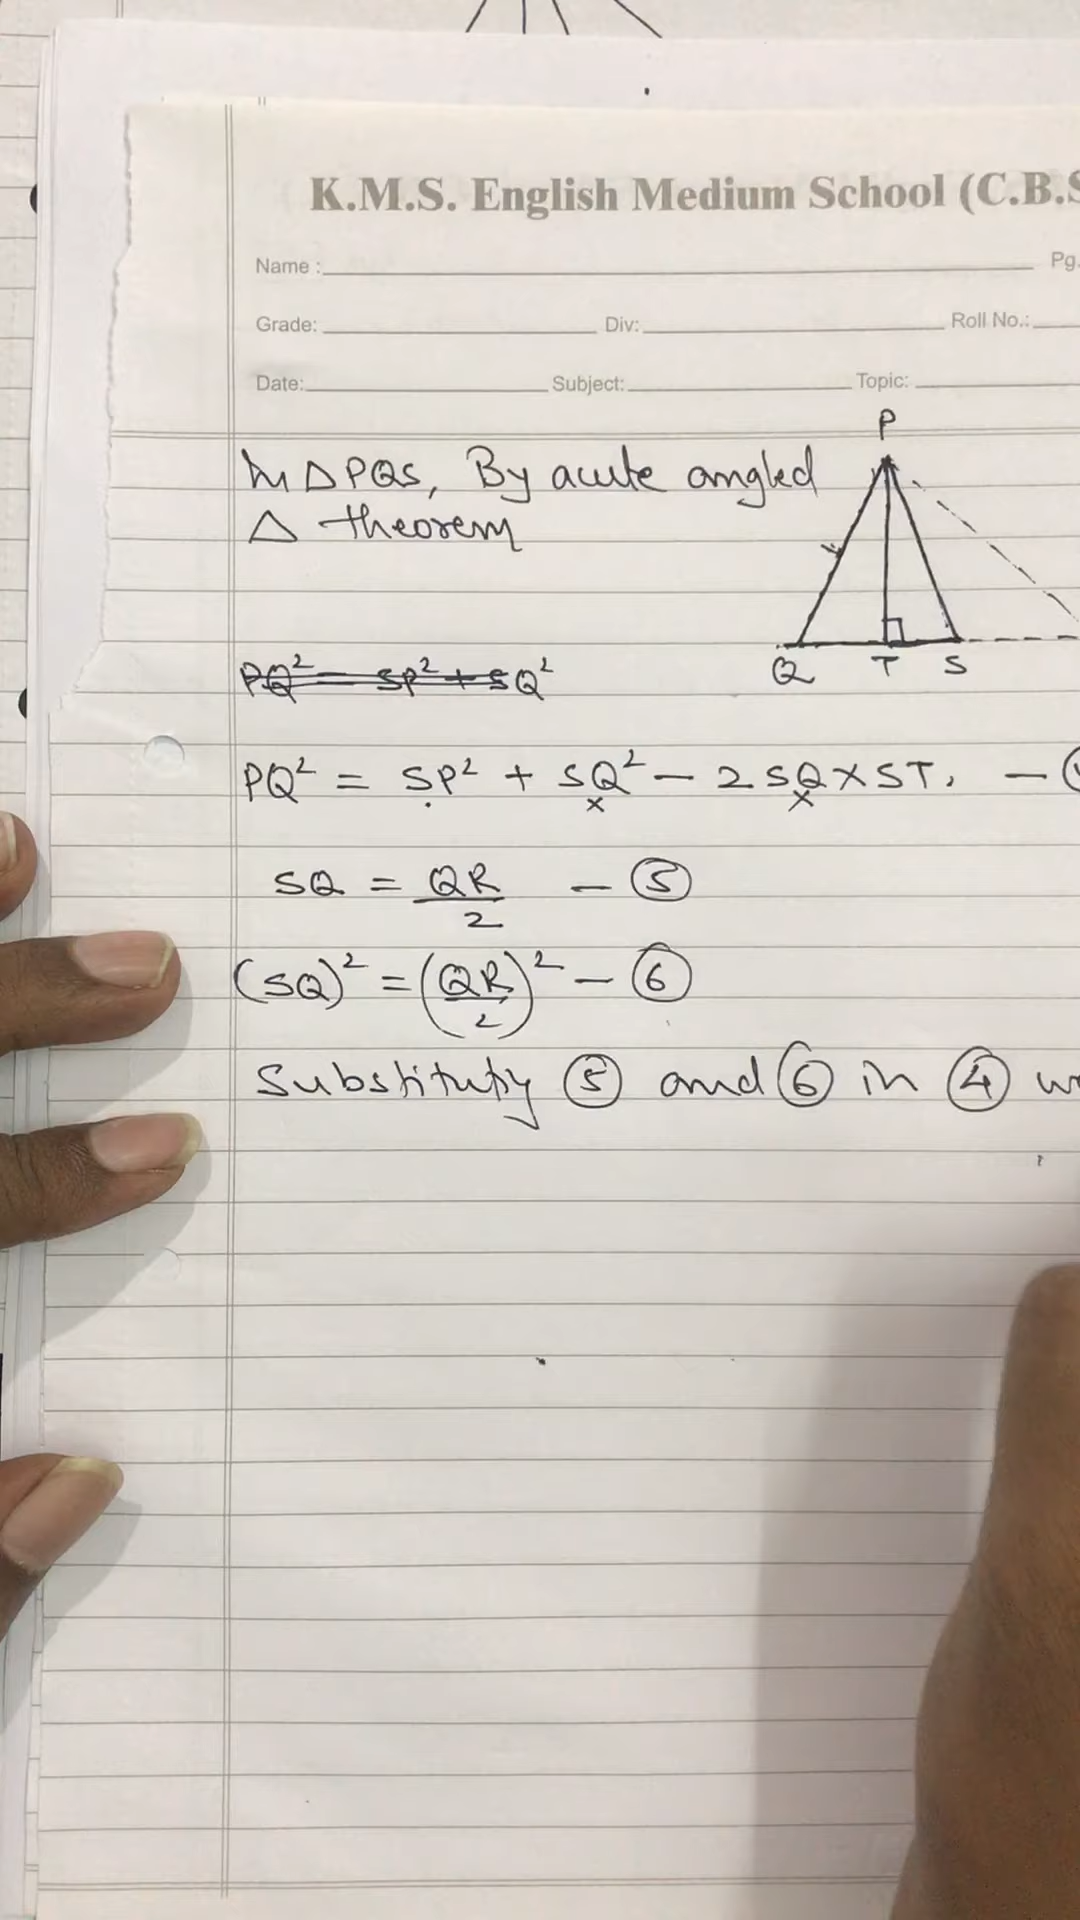 K.M.S. English Medium School (C.B.S
Name :
Pg.
Grade:
Div:
Roll No.:
Date:
Subject:
Topic:
P
In △PQS, By acute angled
△ theorem
Q T S
PQ² = SP² + SQ²
PQ² = SP² + SQ² – 2SQ×ST, –
SQ = QR/2 – ⑤
(SQ)² = (QR/2)² – ⑥
⑤ and ⑥ in ④